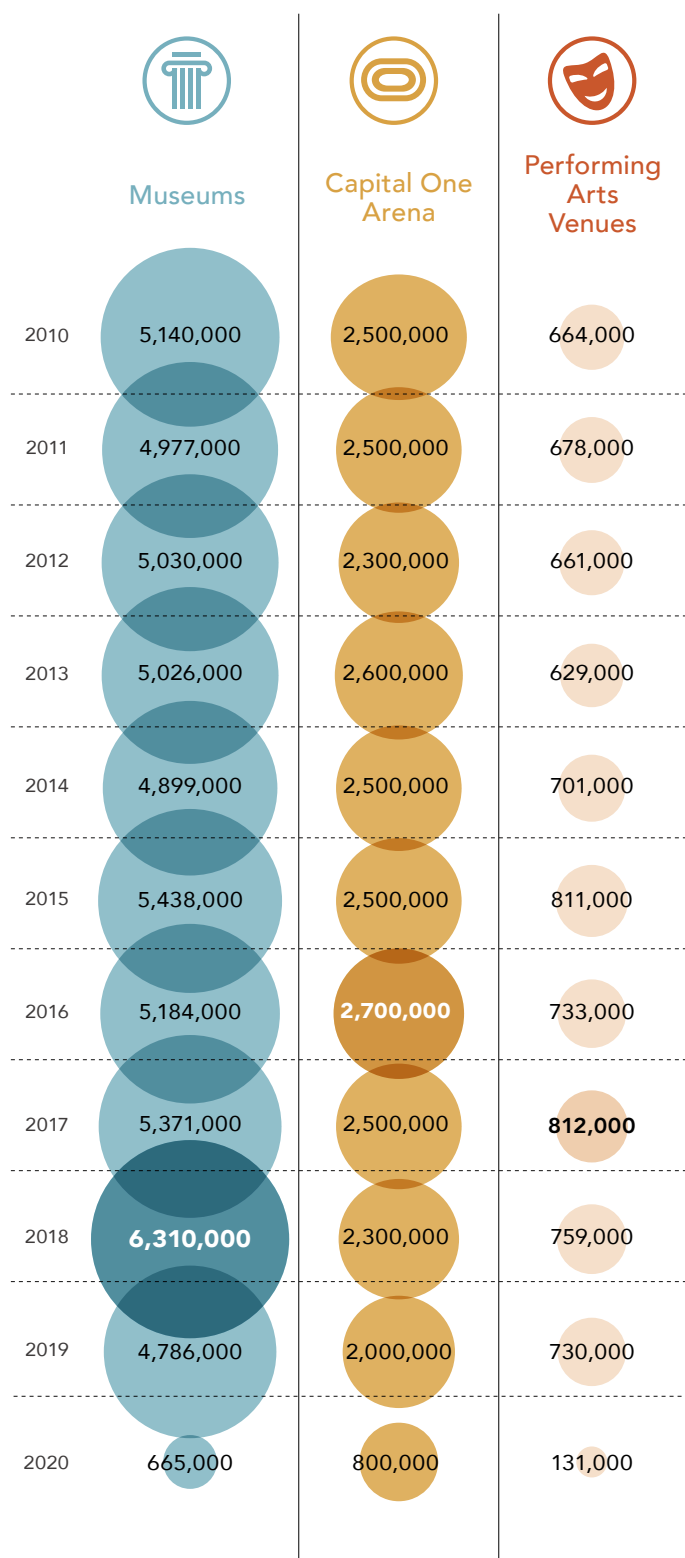 Museums
Capital One
Arena
Performing
Arts
Venues
2010 5,140,000 2,500,000 664,000
2011 4,977,000 2,500,000 678,000
2012 5,030,000 2,300,000 661,000
2013 5,026,000 2,600,000 629,000
2014 4,899,000 2,500,000 701,000
2015 5,438,000 2,500,000 811,000
2016 5,184,000 2,700,000 733,000
2017 5,371,000 2,500,000 812,000
2018 6,310,000 2,300,000 759,000
2019 4,786,000 2,000,000 730,000
2020 665,000 800,000 131,000